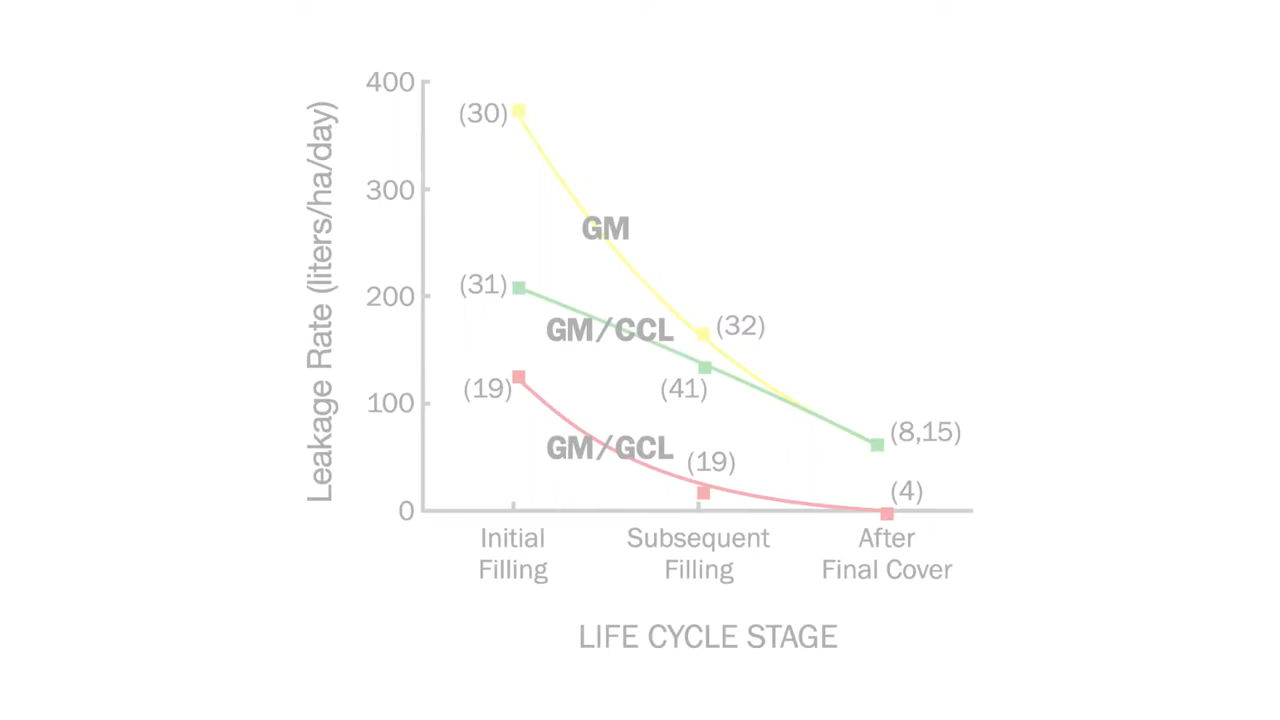 400
(30)
300
GM
(31)
200
GM/CCL
(32)
(19)
100
(41)
(8,15)
GM/GCL
(19)
(4)
0
Leakage Rate (liters/ha/day)
Initial
Filling
Subsequent
Filling
After
Final Cover
LIFE CYCLE STAGE